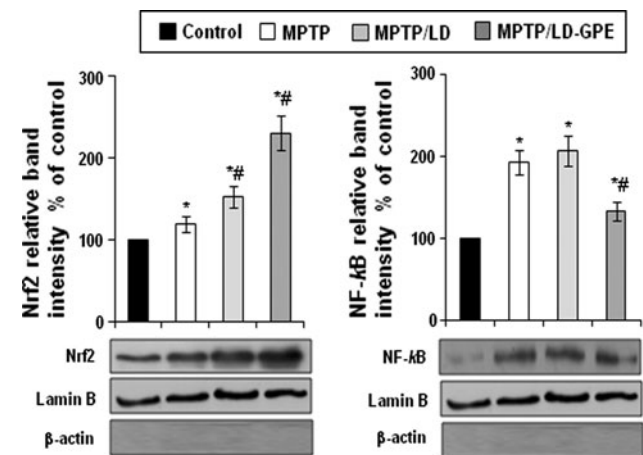 Control MPTP MPTP/LD MPTP/LD-GPE
Nrf2 relative band
intensity % of control
300
200
100
0
*
*#
*#
Nrf2
Lamin B
β-actin
NF-kB relative band
intensity % of control
300
200
100
0
*
*
*#
NF-kB
Lamin B
β-actin